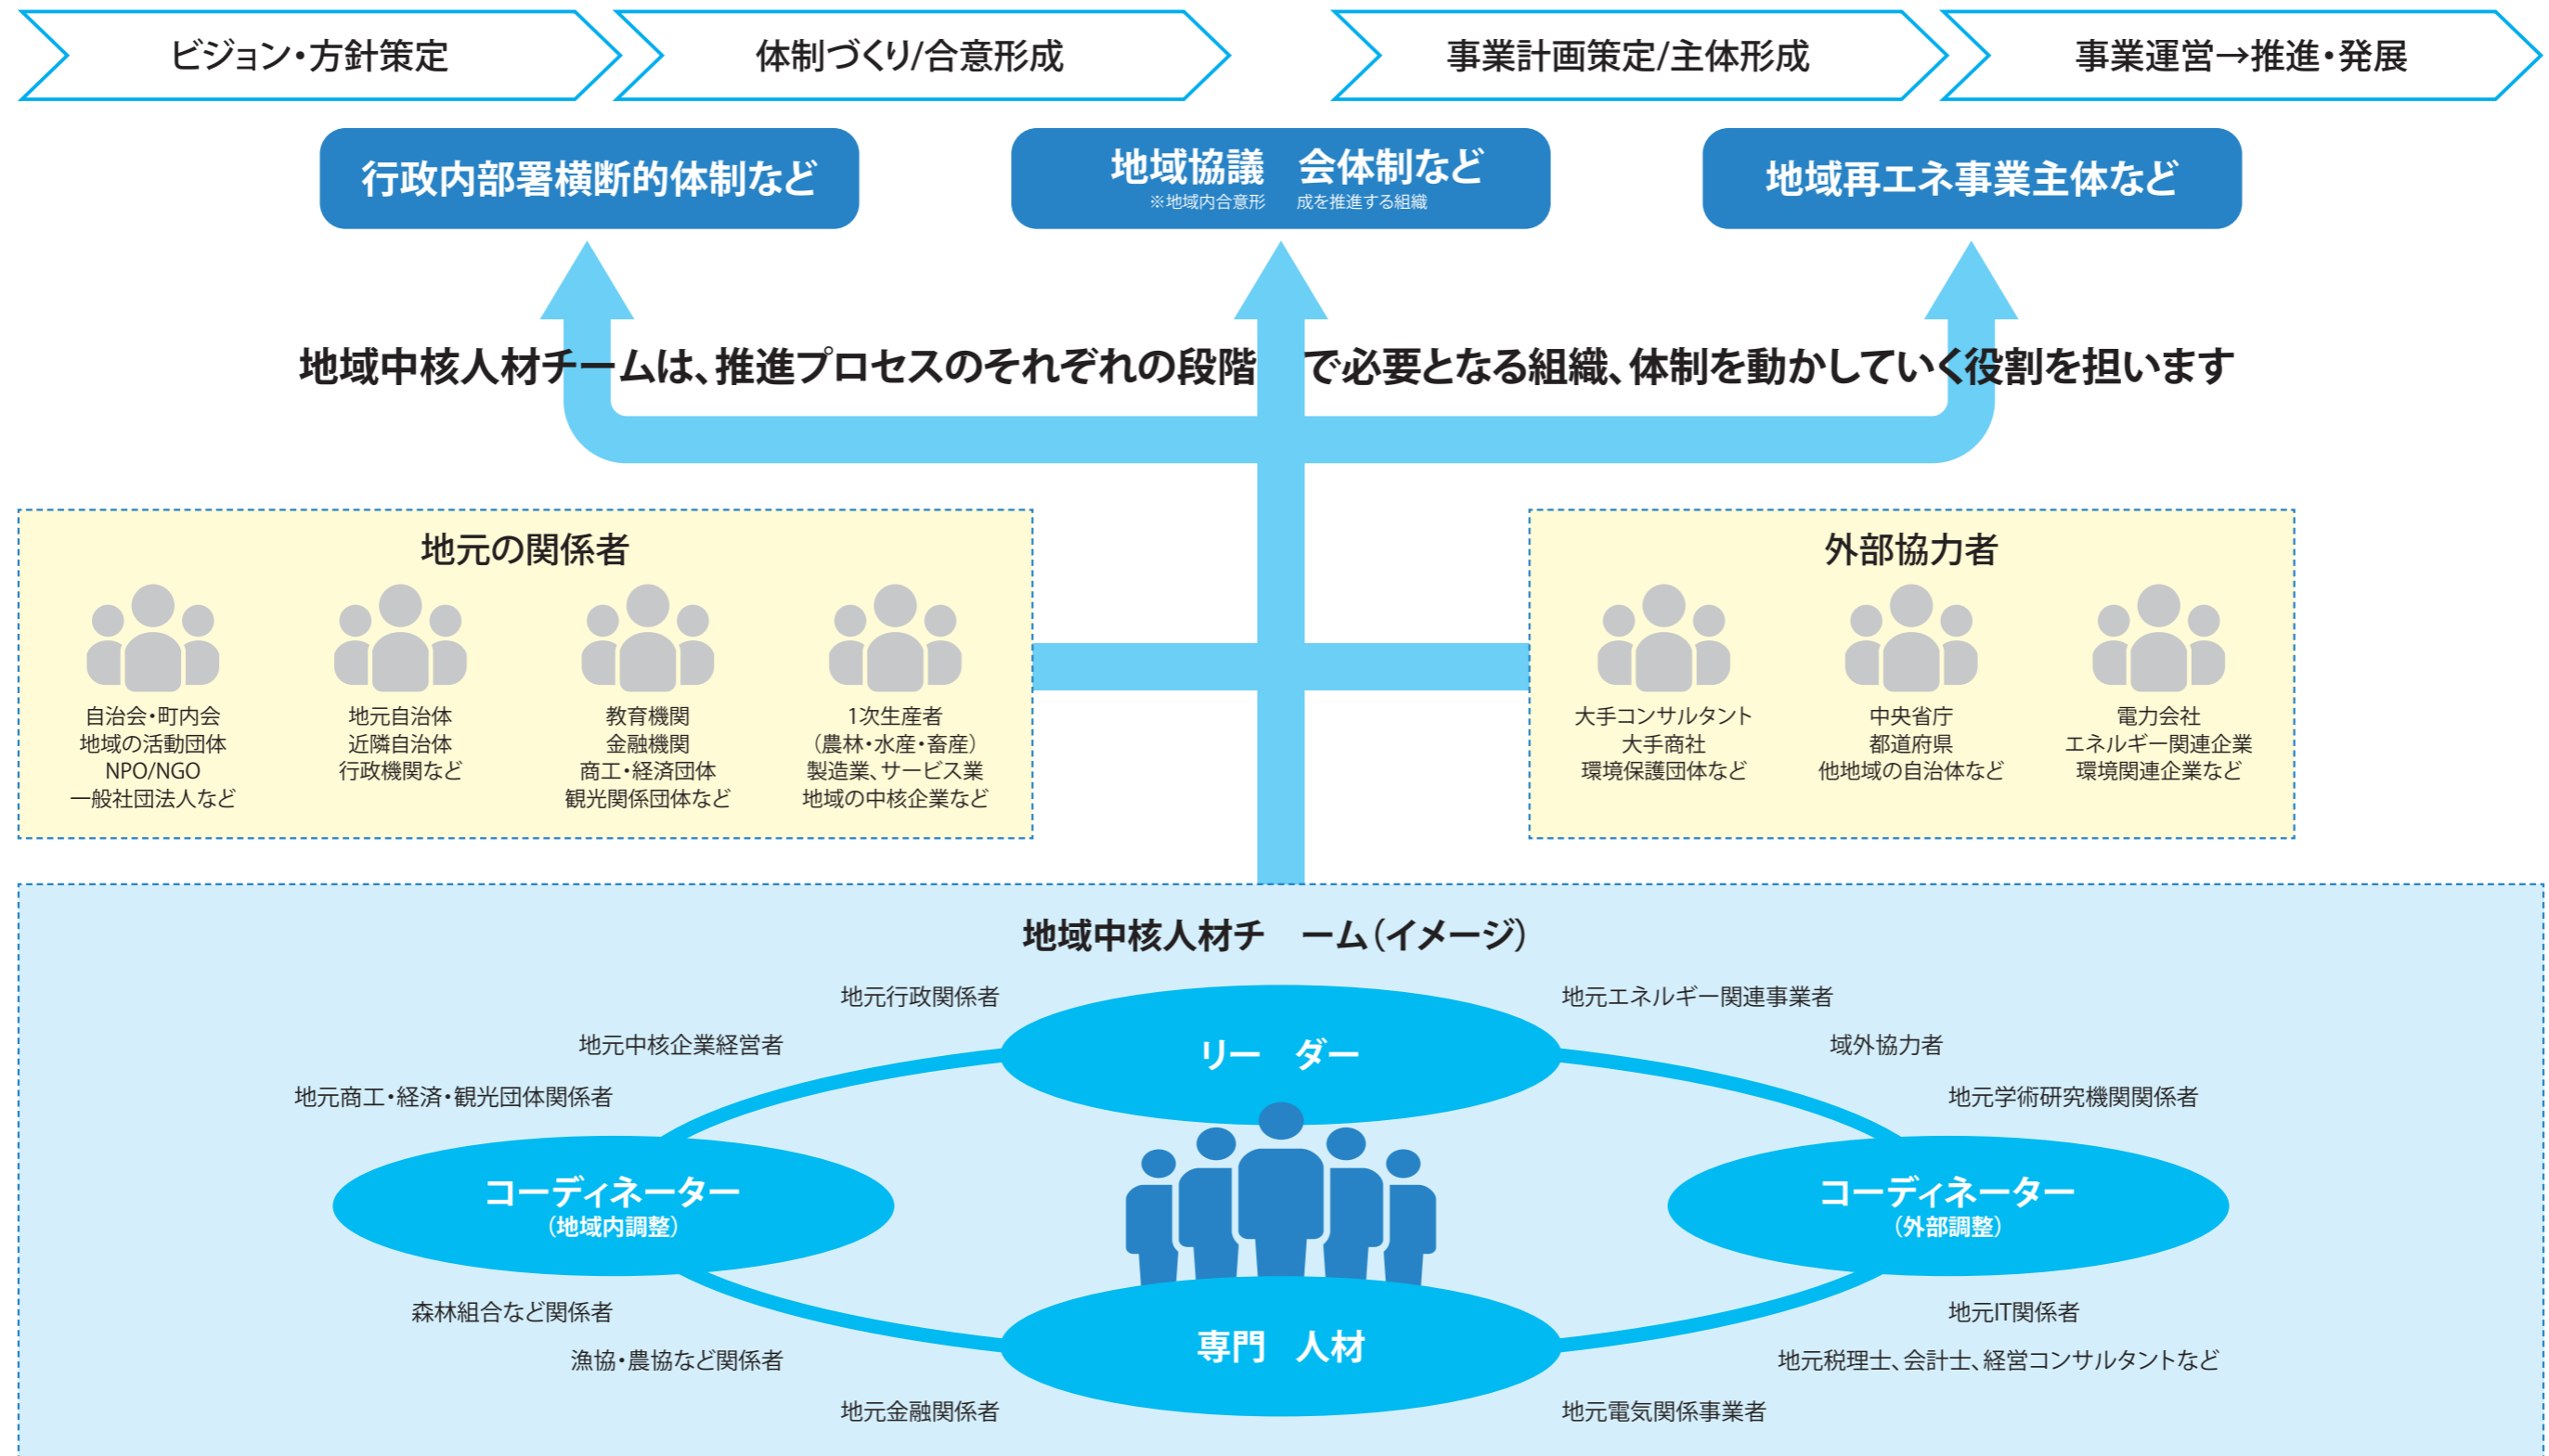 ビジョン・方針策定
体制づくり/合意形成
事業計画策定/主体形成
事業運営→推進・発展
行政内部署横断的体制など
地域協議 会体制など
※地域内合意形 成を推進する組織
地域再エネ事業主体など
地域中核人材チームは、推進プロセスのそれぞれの段階 で必要となる組織、体制を動かしていく役割を担います
地元の関係者
自治会・町内会
地域の活動団体
NPO/NGO
一般社団法人など
地元自治体
近隣自治体
行政機関など
教育機関
金融機関
商工・経済団体
観光関係団体など
1次生産者
（農林・水産・畜産）
製造業、サービス業
地域の中核企業など
外部協力者
大手コンサルタント
大手商社
環境保護団体など
中央省庁
都道府県
他地域の自治体など
電力会社
エネルギー関連企業
環境関連企業など
地域中核人材チ ーム（イメージ）
地元行政関係者
地元エネルギー関連事業者
地元中核企業経営者
リー ダー
域外協力者
地元商工・経済・観光団体関係者
地元学術研究機関関係者
コーディネーター
（地域内調整）
コーディネーター
（外部調整）
森林組合など関係者
地元IT関係者
漁協・農協など関係者
専門 人材
地元税理士、会計士、経営コンサルタントなど
地元金融関係者
地元電気関係事業者